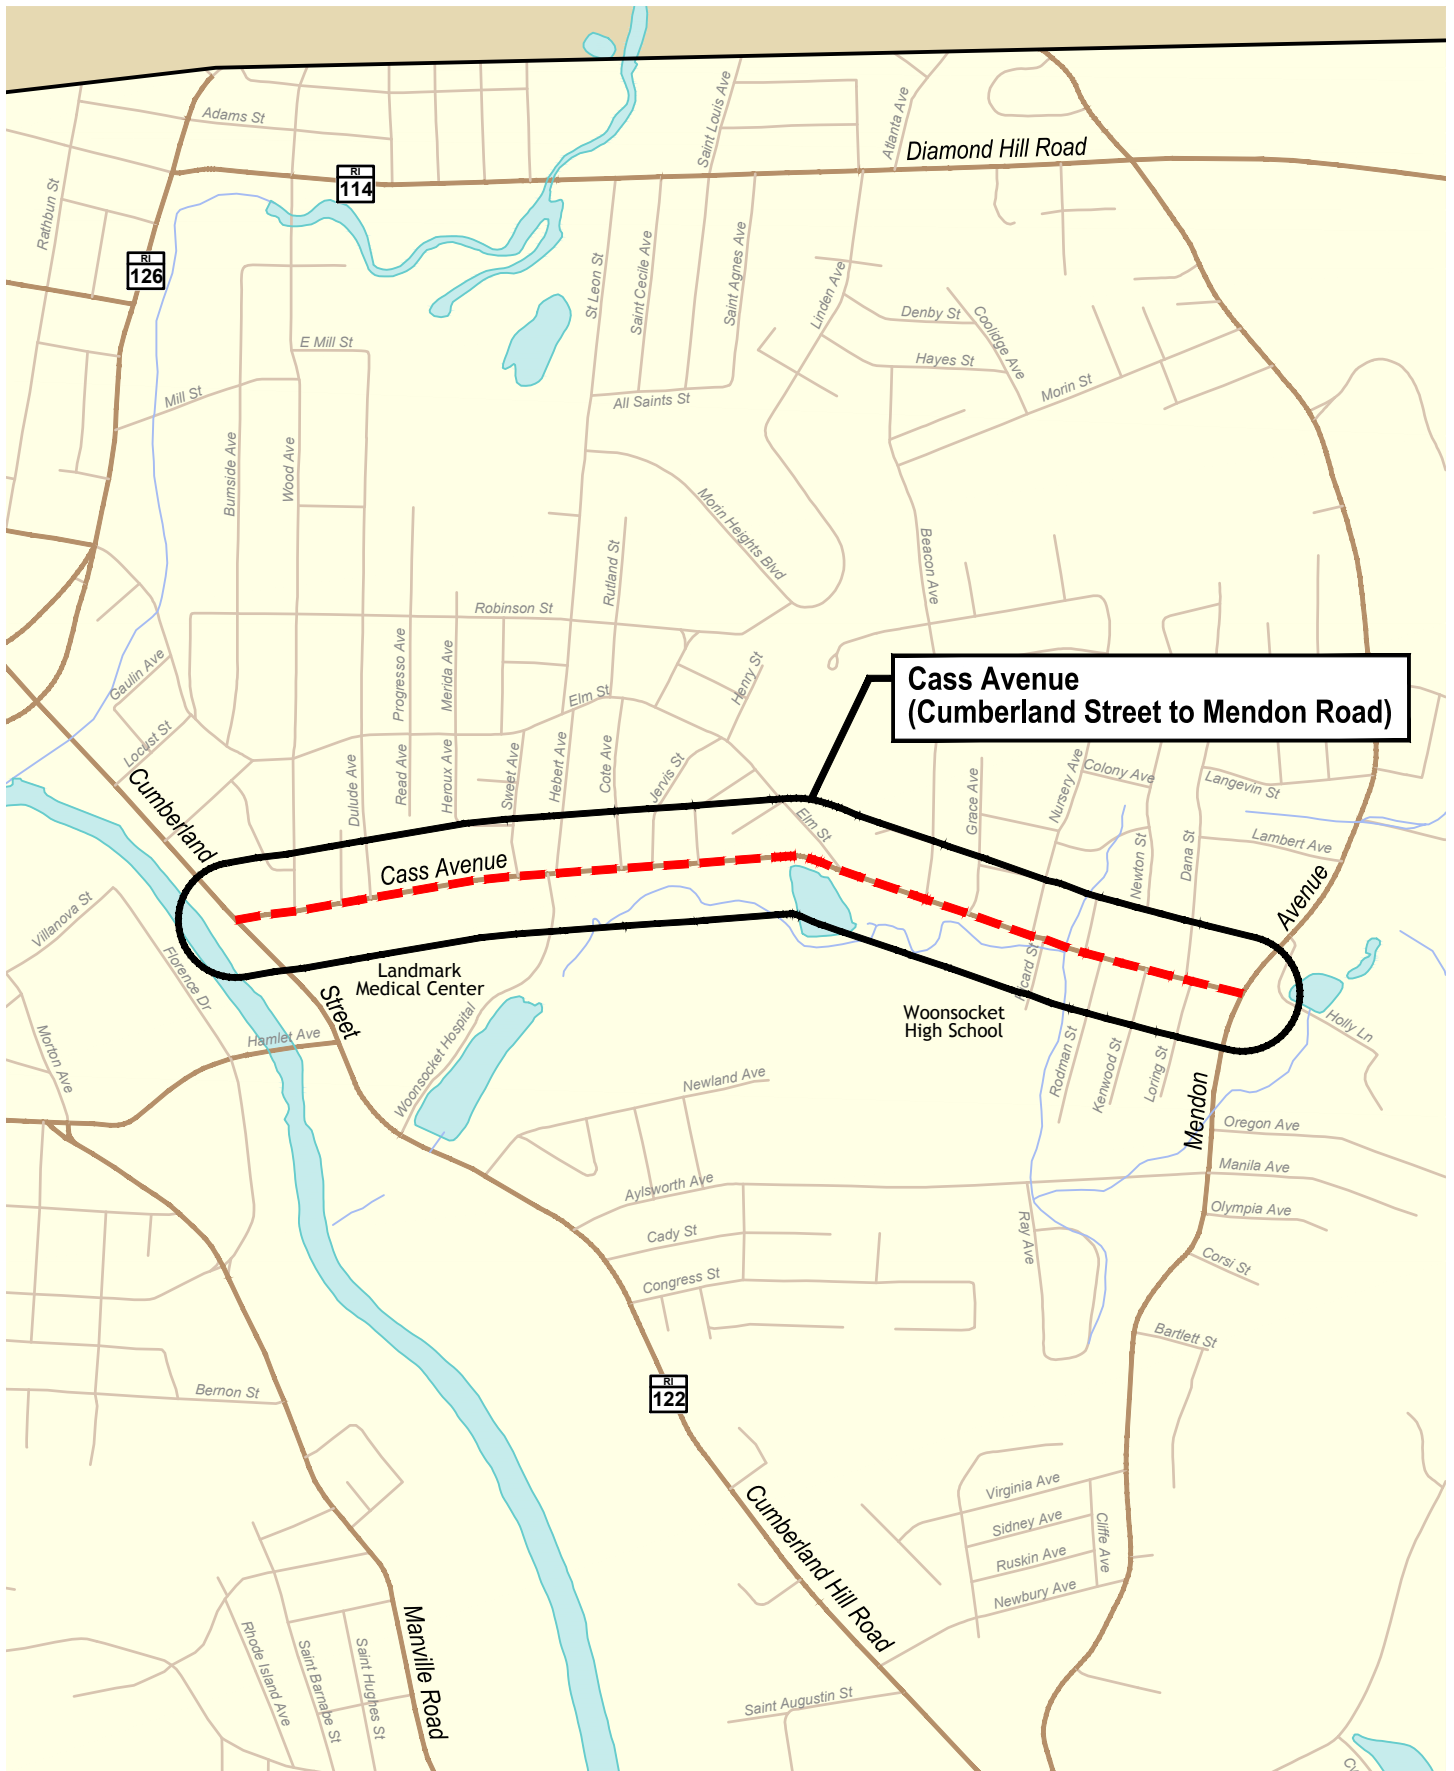 Adams St
Saint Louis Ave
Atlanta Ave
Diamond Hill Road
RI
114
Rathbun St
RI
126
St Leon St
Saint Cecile Ave
Saint Agnes Ave
Linden Ave
Denby St
Coolidge Ave
E Mill St
Hayes St
Mill St
Morin St
All Saints St
Burnside Ave
Wood Ave
Morin Heights Blvd
Rutland St
Beacon Ave
Robinson St
Progresso Ave
Merida Ave
Gaulin Ave
Henry St
Elm St
Cass Avenue
(Cumberland Street to Mendon Road)
Locust St
Cumberland
Dulude Ave
Read Ave
Heroux Ave
Sweet Ave
Hebert Ave
Cote Ave
Jervis St
Elm St
Grace Ave
Nursery Ave
Colony Ave
Langevin St
Lambert Ave
Newton St
Dana St
Cass Avenue
Avenue
Villanova St
Florence Dr
Landmark
Medical Center
Street
Ricard St
Woonsocket
High School
Holly Ln
Hamlet Ave
Morton Ave
Woonsocket Hospital
Rodman St
Kenwood St
Loring St
Newland Ave
Mendon
Oregon Ave
Manila Ave
Aylsworth Ave
Olympia Ave
Cady St
Ray Ave
Corsi St
Congress St
Bartlett St
Bernon St
RI
122
Virginia Ave
Sidney Ave
Cliffe Ave
Ruskin Ave
Newbury Ave
Cumberland Hill Road
Manville Road
Rhode Island Ave
Saint Barnabe St
Saint Hughes St
Saint Augustin St